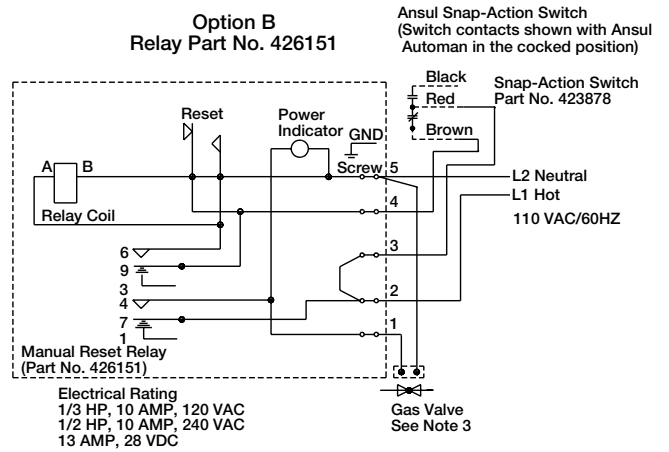 Option B
Relay Part No. 426151
Ansul Snap-Action Switch
(Switch contacts shown with Ansul
Automan in the cocked position)
Black
Red
Brown
Snap-Action Switch
Part No. 423878
Reset
Power
Indicator
GND
Screw
5
A
B
L2 Neutral
L1 Hot
110 VAC/60HZ
4
Relay Coil
6
9
3
4
7
1
3
2
1
Manual Reset Relay
(Part No. 426151)
Electrical Rating
1/3 HP, 10 AMP, 120 VAC
1/2 HP, 10 AMP, 240 VAC
13 AMP, 28 VDC
Gas Valve
See Note 3